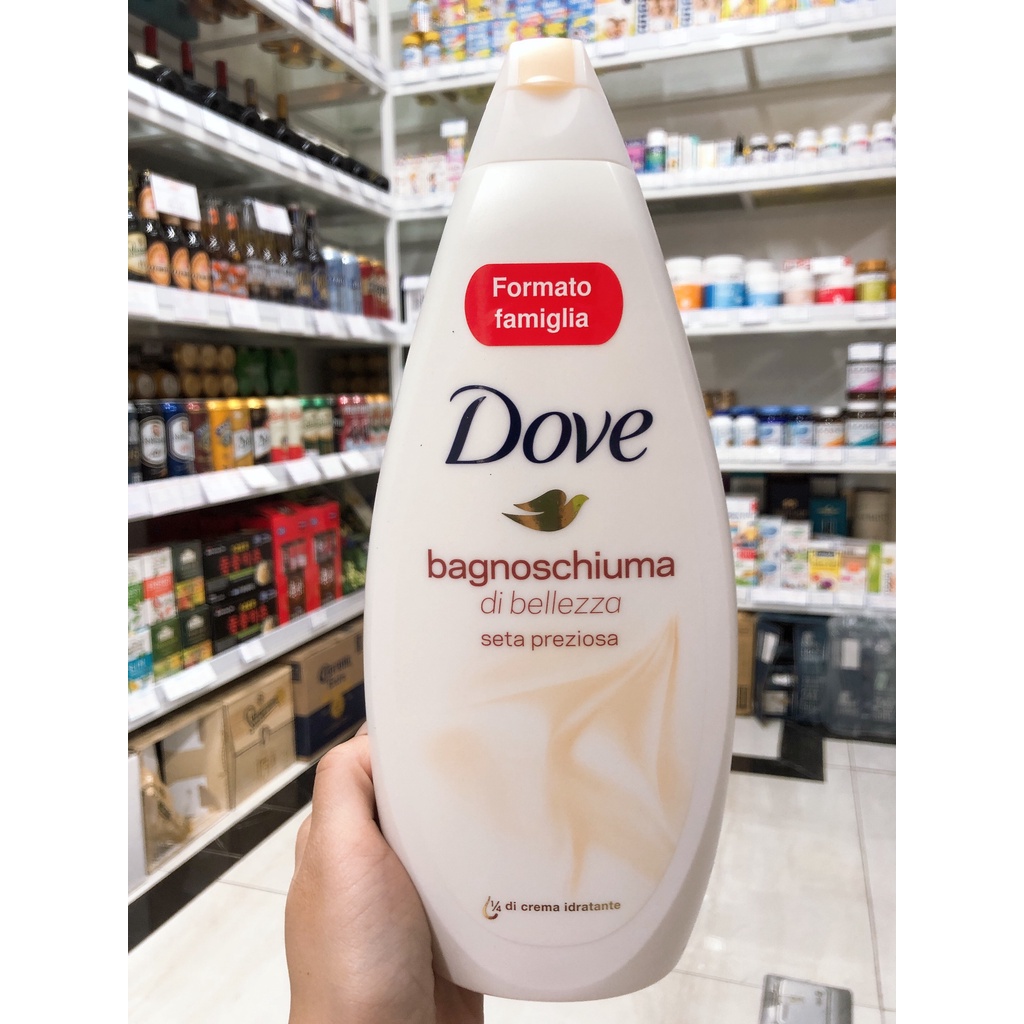 Formato
famiglia
Dove
bagnoschiuma
di bellezza
seta preziosa
¼ di crema idratante